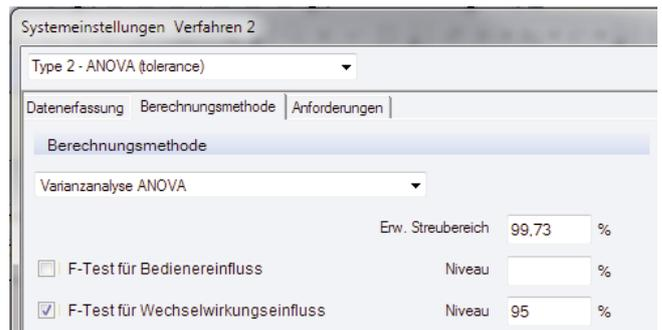 Systemeinstellungen Verfahren 2
Type 2 - ANOVA (tolerance)
Datenerfassung Berechnungsmethode Anforderungen
Berechnungsmethode
Varianzanalyse ANOVA
Erw. Streubereich 99,73 %
F-Test für Bedienereinfluss Niveau %
F-Test für Wechselwirkungseinfluss Niveau 95 %